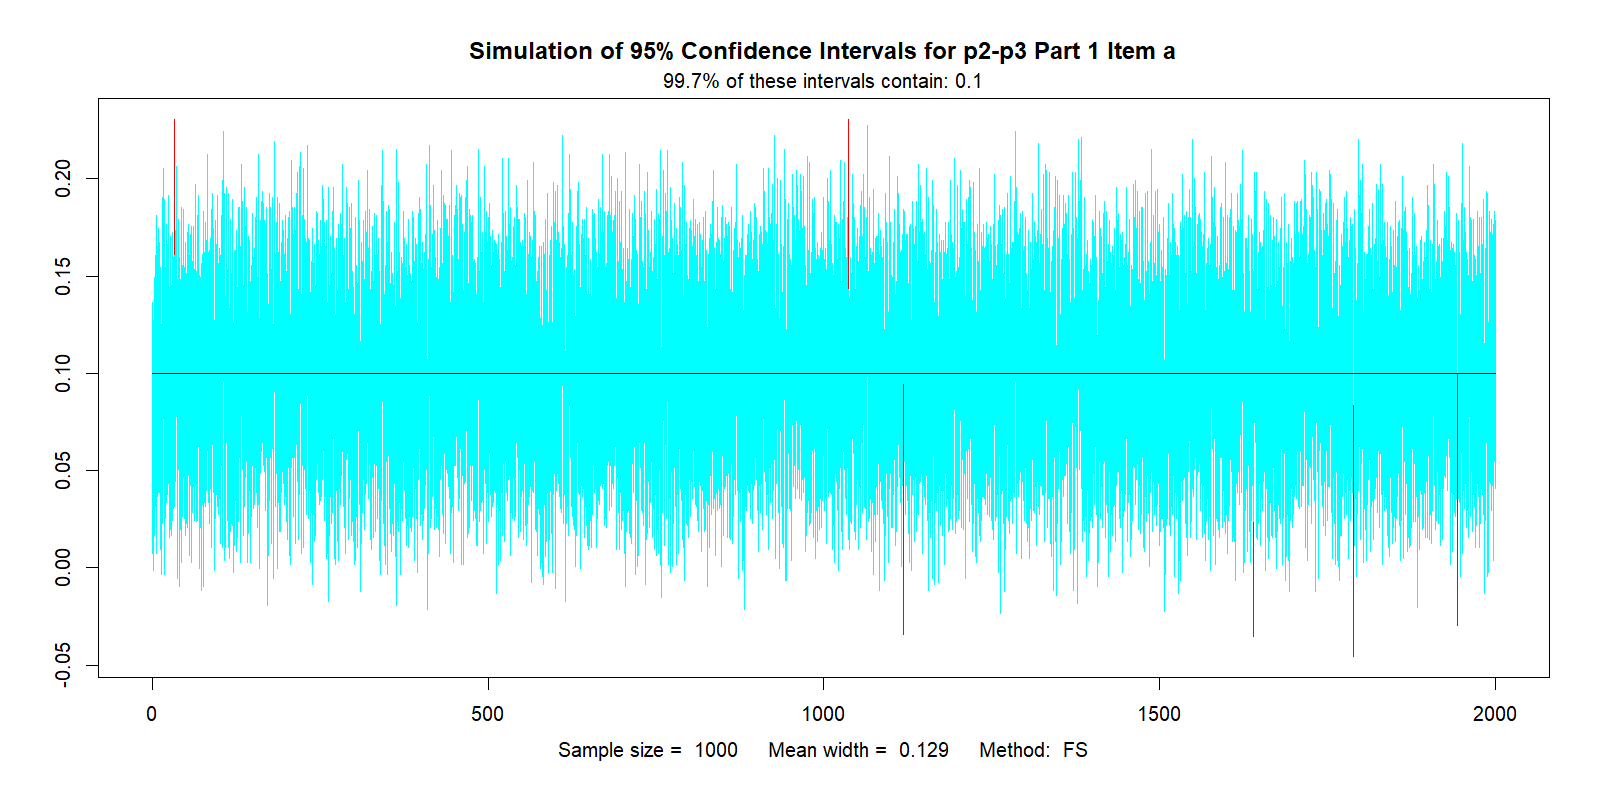 Simulation of 95% Confidence Intervals for p2-p3 Part 1 Item a
99.7% of these intervals contain: 0.1
0.20
0.15
0.10
0.05
0.00
-0.05
0 500 1000 1500 2000
Sample size = 1000 Mean width = 0.129 Method: FS